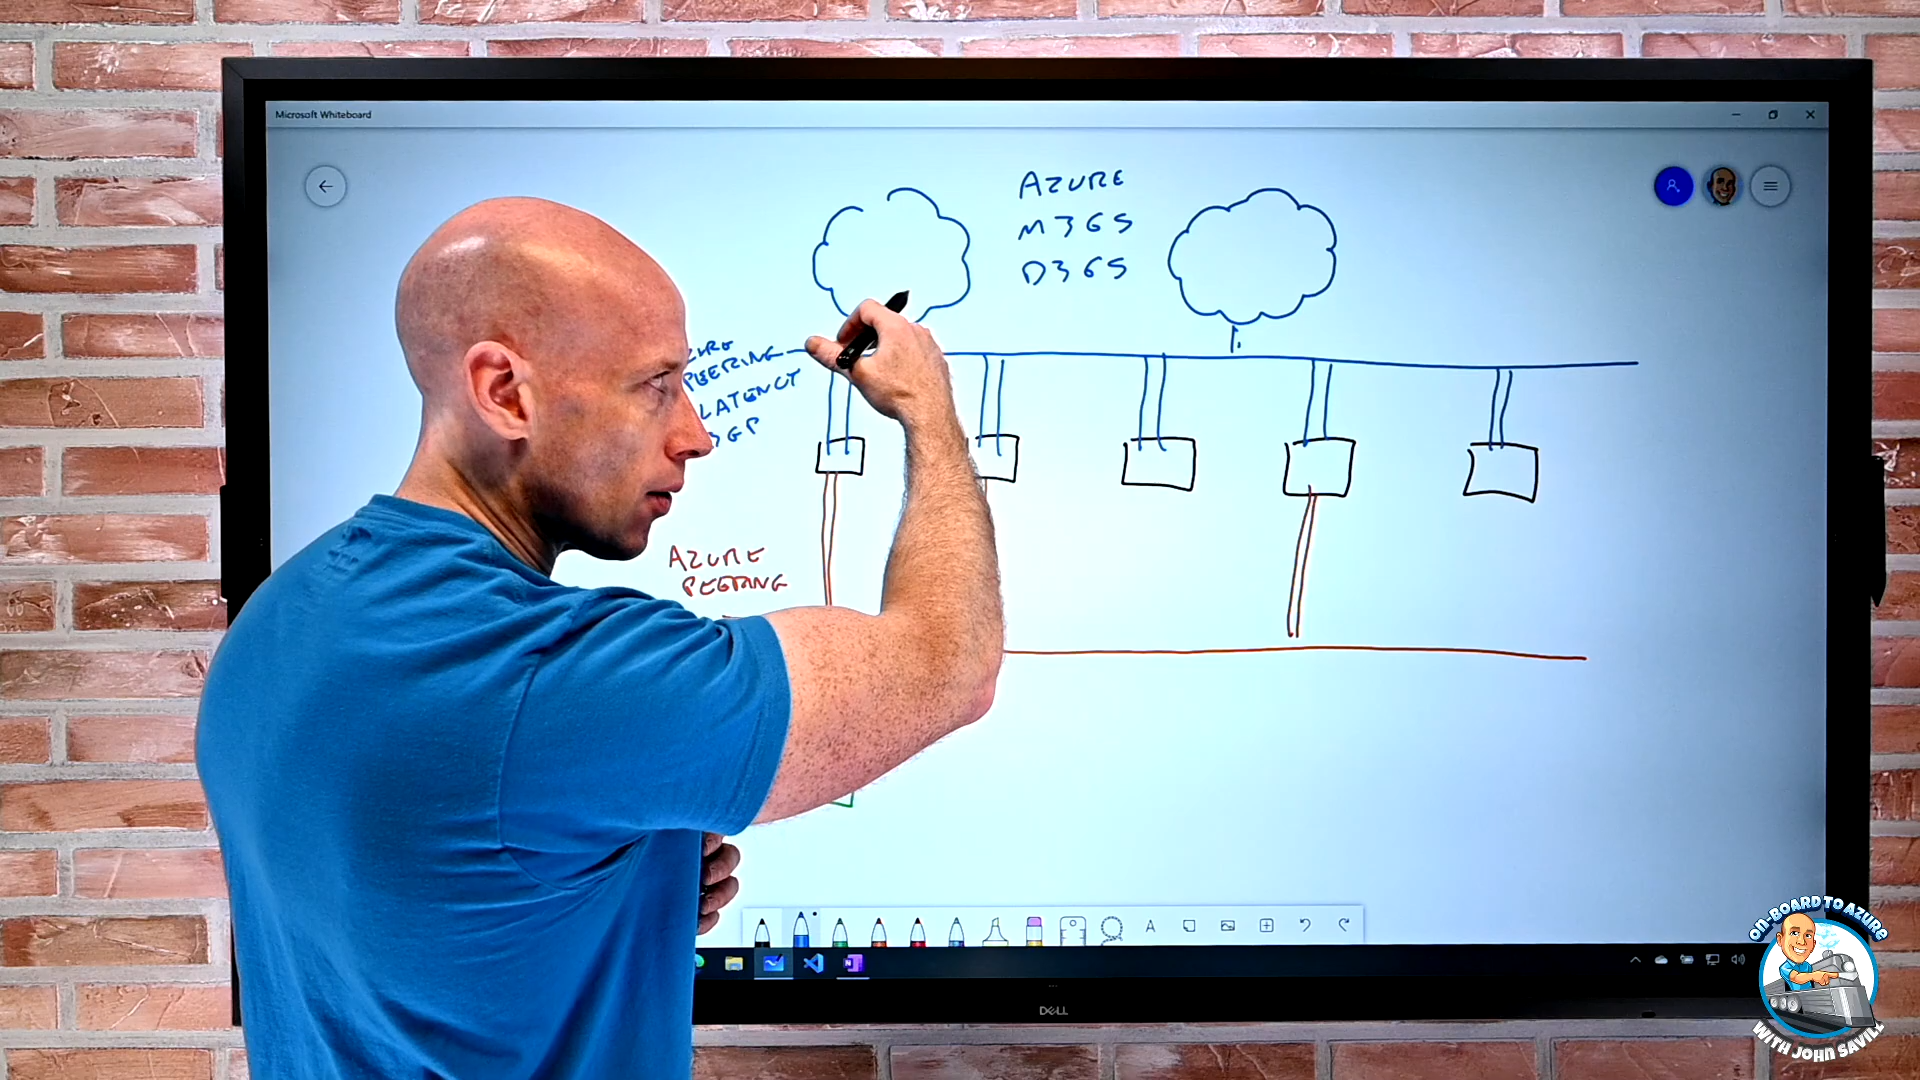 Microsoft Whiteboard
AZURE
M365
D365
PEERING
LATENCY
AZURE
PEERING
A
DELL
ON-BOARD TO AZURE
WITH JOHN SAVILL